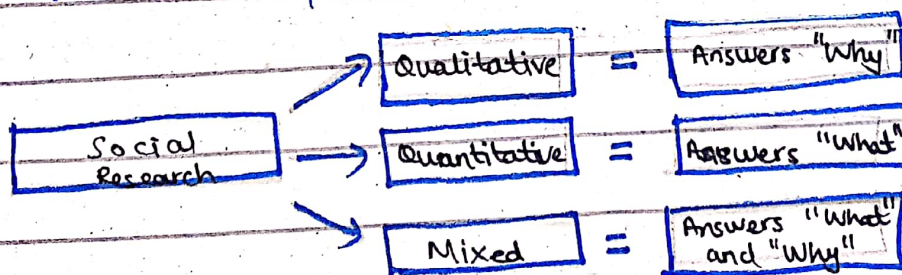 Qualitative = Answers "Why"
Social
Research
Quantitative = Answers "What"
Mixed = Answers "What"
and "Why"